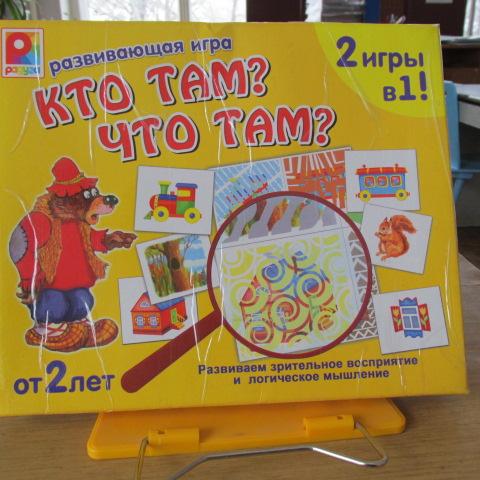 Радуга
развивающая игра
КТО ТАМ?
ЧТО ТАМ?
2 игры
в 1!
от 2 лет
Развиваем зрительное восприятие
и логическое мышление